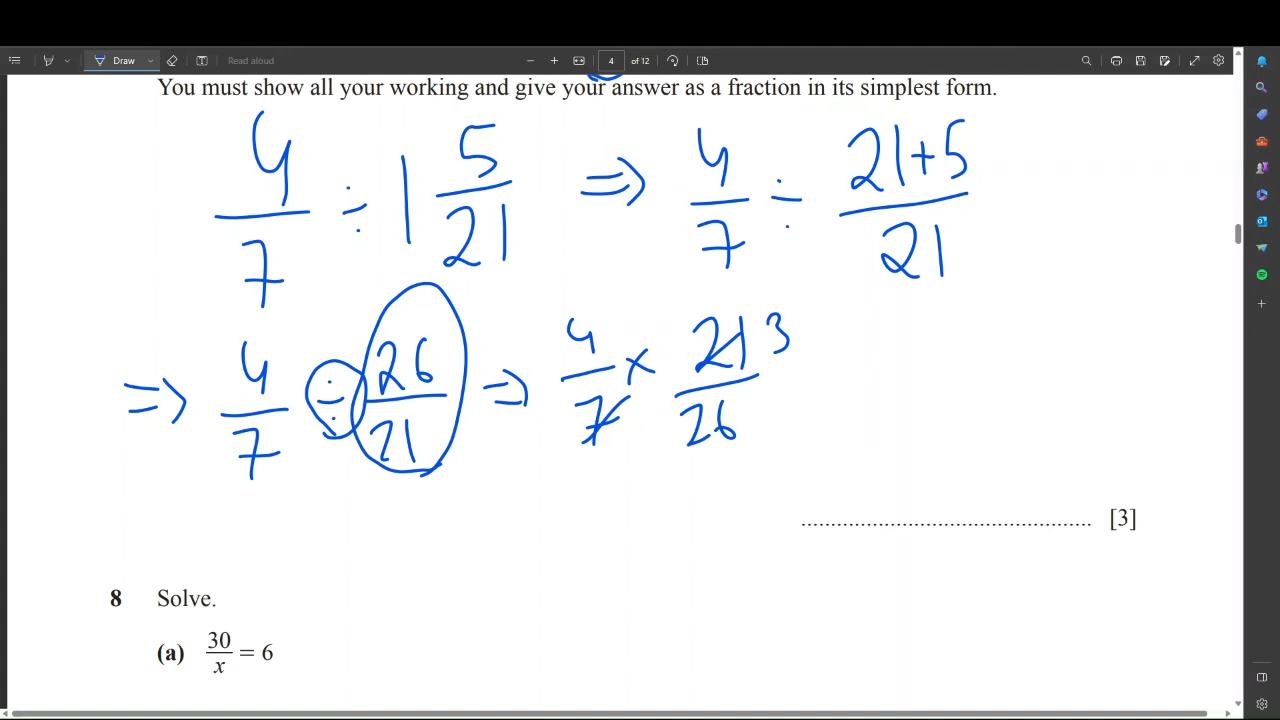 Draw
Read aloud
4 of 12
You must show all your working and give your answer as a fraction in its simplest form.
4/7 ÷ 1 5/21 ⇒ 4/7 ÷ 21+5/21
⇒ 4/7 ÷ 26/21 ⇒ 4/7 × 21/26 3
[3]
8 Solve.
(a) 30/x = 6